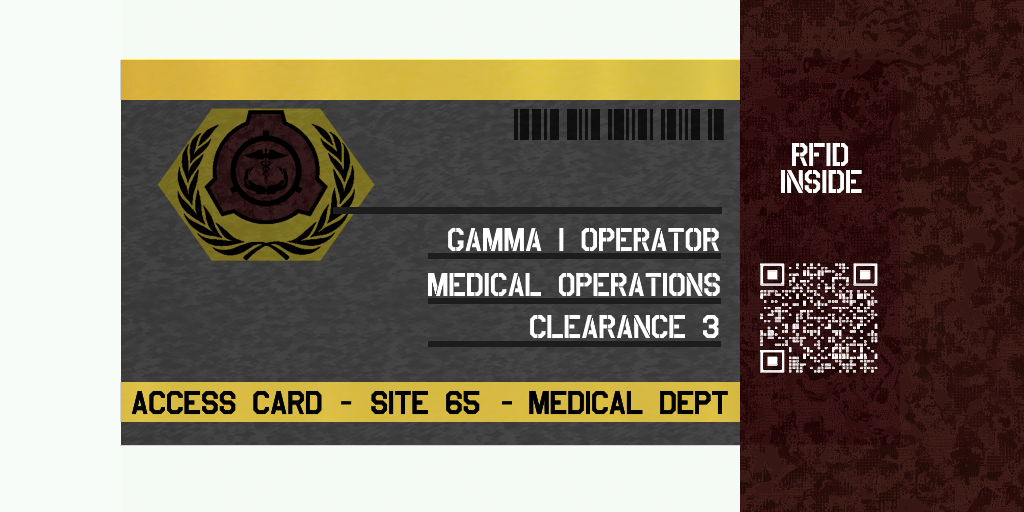 RFID
INSIDE
GAMMA I OPERATOR
MEDICAL OPERATIONS
CLEARANCE 3
ACCESS CARD - SITE 65 - MEDICAL DEPT